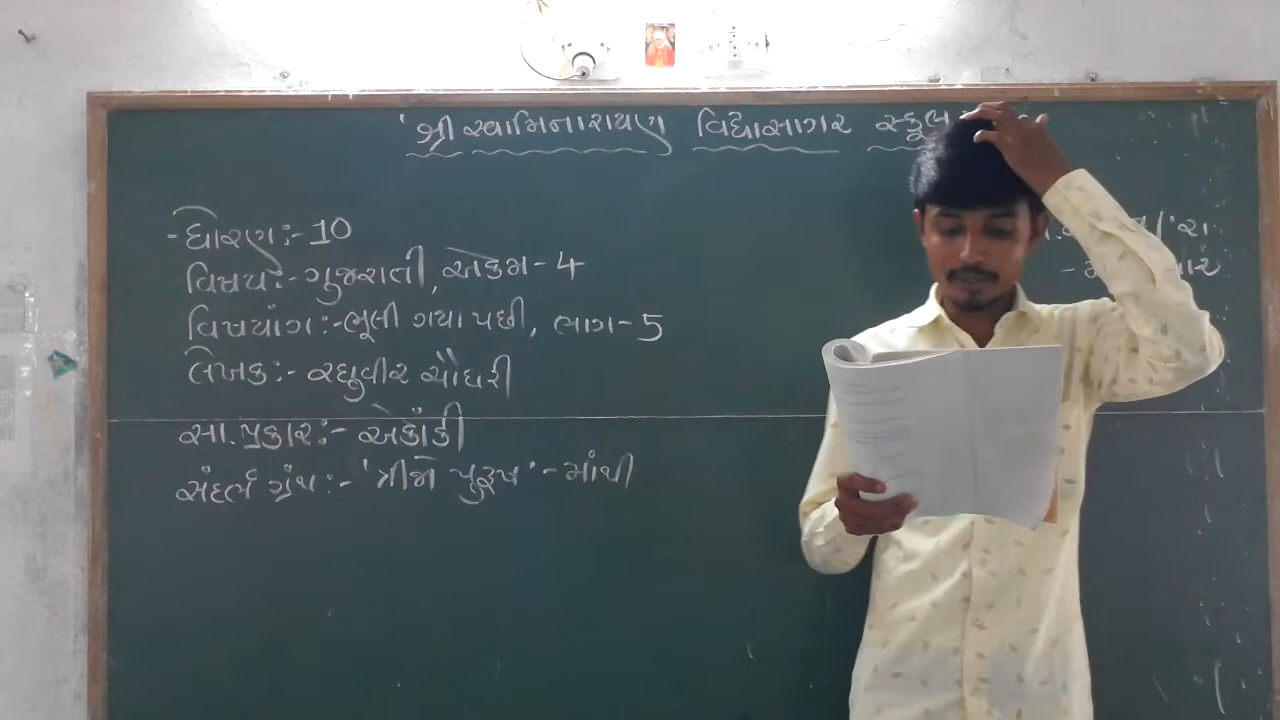 'શ્રી સ્વામિનારાયણ વિદ્યાસાગર સ્કૂલ
-ધોરણ:-10
વિષય:-ગુજરાતી, એકમ-4
વિષયાંગ:-ભૂલી ગયા પછી, ભાગ-5
લેખક:- રઘુવીર ચૌધરી
સા.પ્રકાર:- એકાંકી
સંદર્ભ ગ્રંથ:- 'ત્રીજો પુરુષ'-માંથી